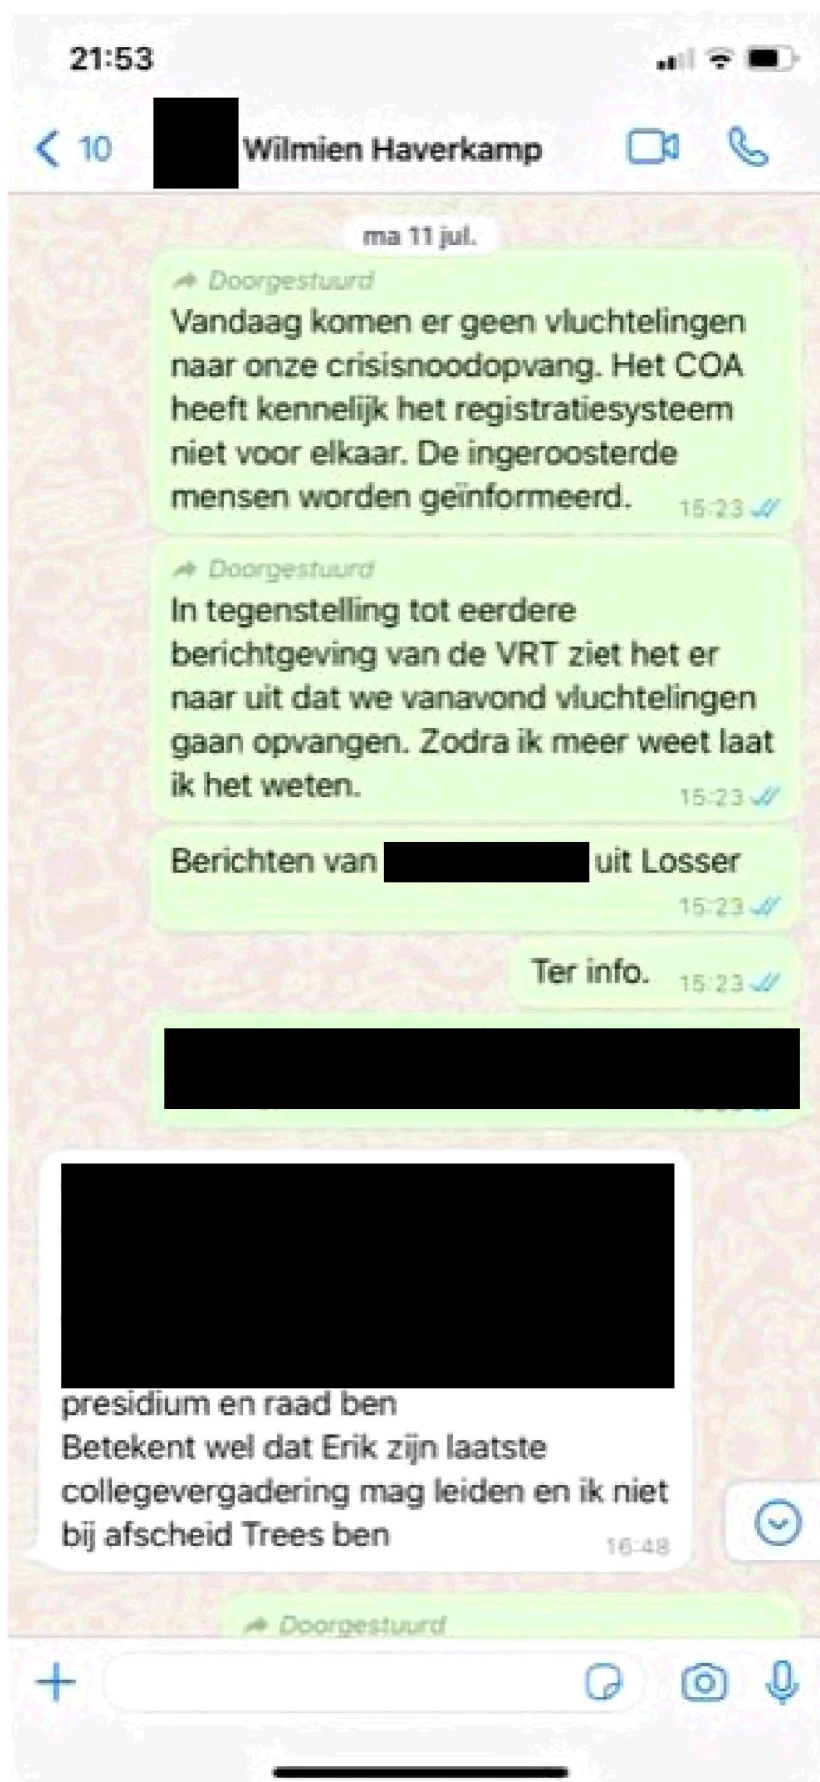 21:53
10 Wilmien Haverkamp
ma 11 jul.
Doorgestuurd
Vandaag komen er geen vluchtelingen
naar onze crisisnoodopvang. Het COA
heeft kennelijk het registratiesysteem
niet voor elkaar. De ingeroosterde
mensen worden geïnformeerd.
15:23
Doorgestuurd
In tegenstelling tot eerdere
berichtgeving van de VRT ziet het er
naar uit dat we vanavond vluchtelingen
gaan opvangen. Zodra ik meer weet laat
ik het weten.
15:23
Berichten van uit Losser
15:23
Ter info. 15:23
presidium en raad ben
Betekent wel dat Erik zijn laatste
collegevergadering mag leiden en ik niet
bij afscheid Trees ben
16:48
Doorgestuurd